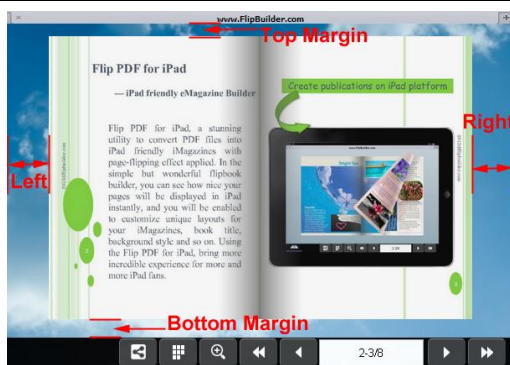 www.FlipBuilder.com
Top Margin
Flip PDF for iPad
— iPad friendly eMagazine Builder
Create publications on iPad platform
Flip PDF for iPad, a stunning
utility to convert PDF files into
iPad friendly iMagazines with
page-flipping effect applied. In the
simple but wonderful flipbook
builder, you can see how nice your
pages will be displayed in iPad
instantly, and you will be enabled
to customize unique layouts for
your iMagazines, book title,
background style and so on. Using
the Flip PDF for iPad, bring more
incredible experience for more and
more iPad fans.
Left
Right
Bottom Margin
2-3/8